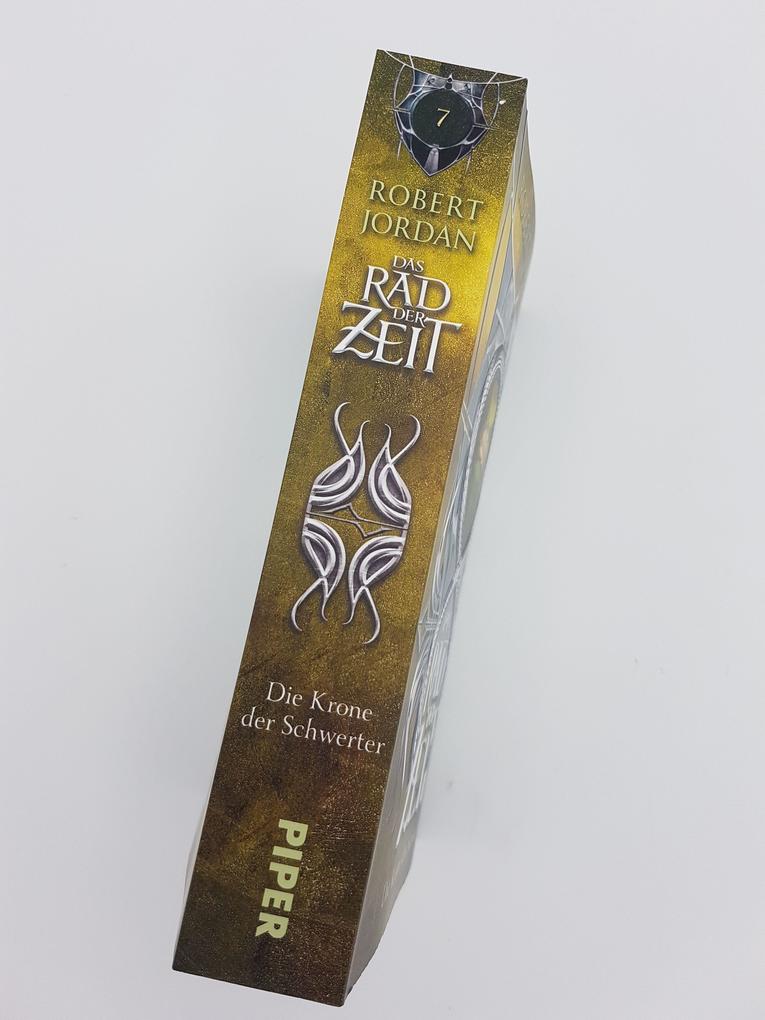 7
ROBERT
JORDAN
DAS
RAD
DER
ZEIT
Die Krone
der Schwerter
PIPER